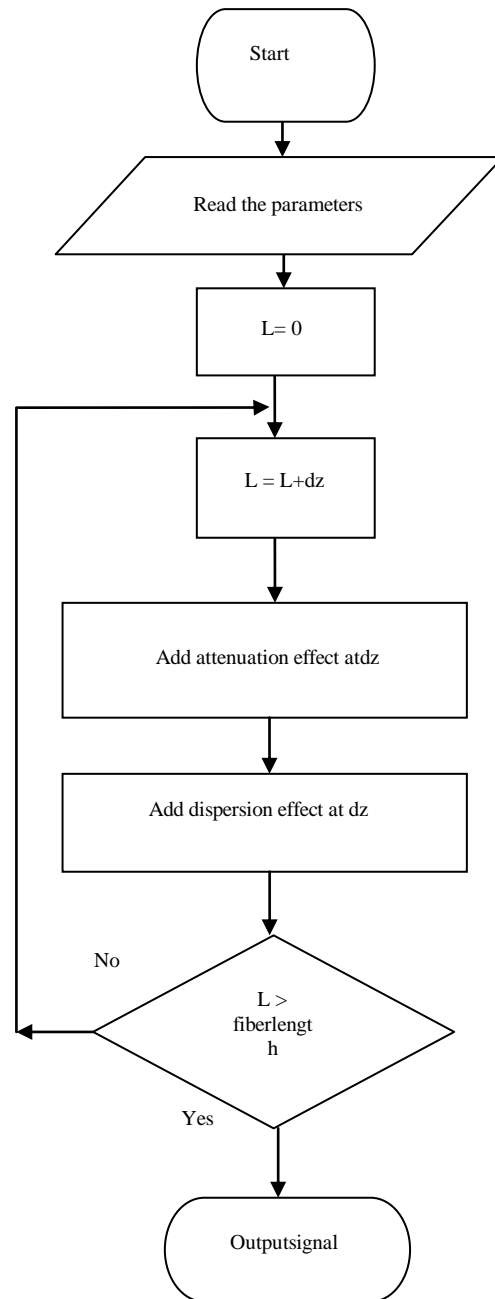 Start
Read the parameters
L= 0
L = L+dz
Add attenuation effect atdz
Add dispersion effect at dz
No
L >
fiberlengt
h
Yes
Outputsignal